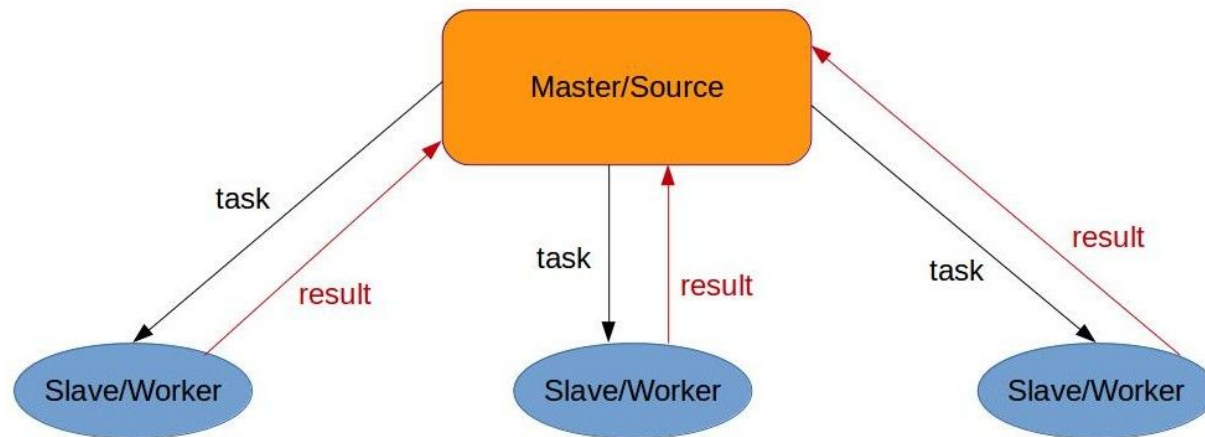 Master/Source
task
result
task
result
task
result
Slave/Worker
Slave/Worker
Slave/Worker